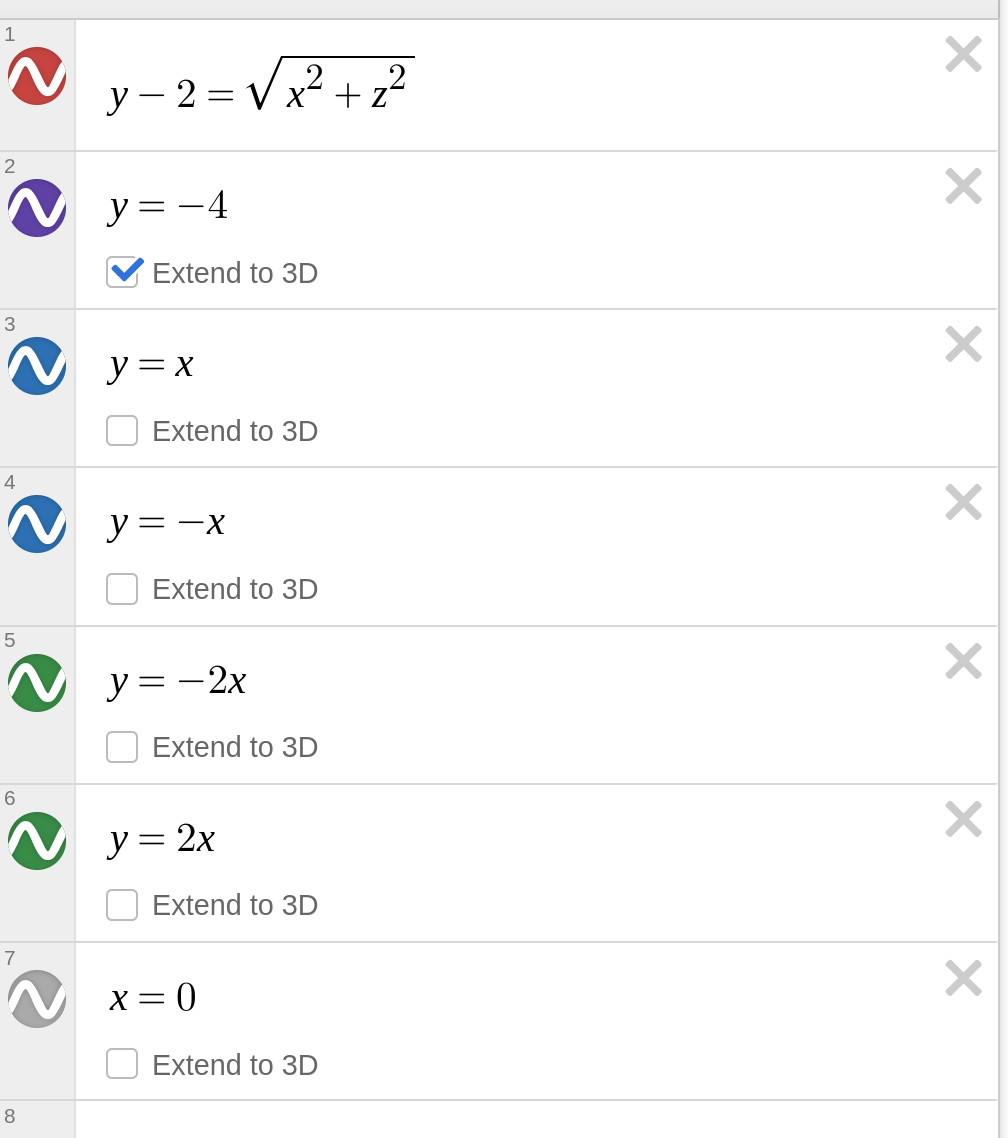 1
y − 2 = √(x² + z²)
2
y = −4
Extend to 3D
3
y = x
Extend to 3D
4
y = −x
Extend to 3D
5
y = −2x
Extend to 3D
6
y = 2x
Extend to 3D
7
x = 0
Extend to 3D
8